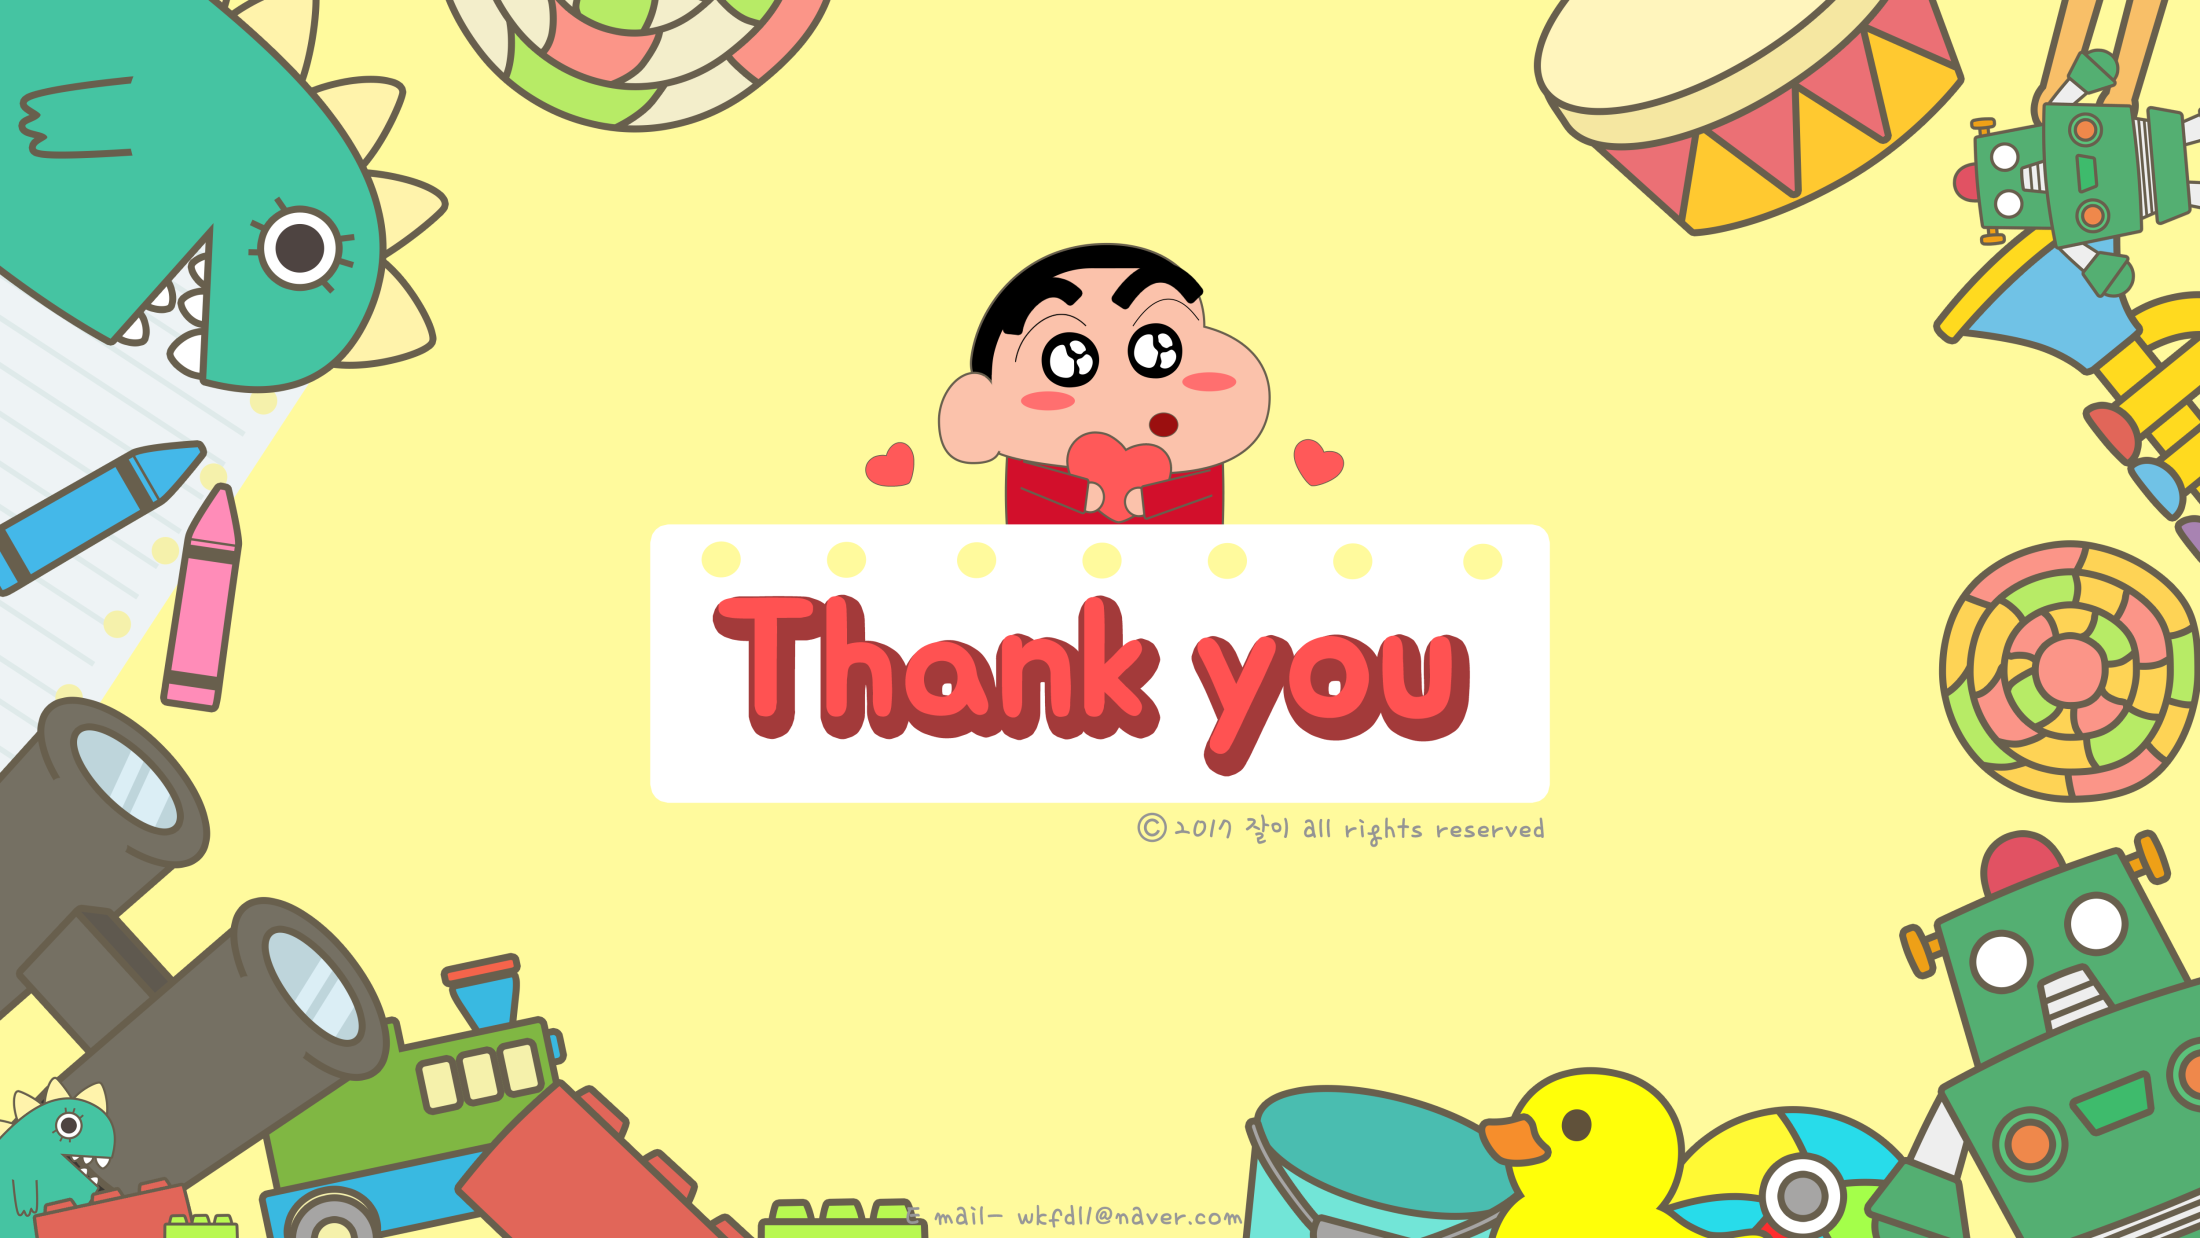 Thank you
© 2017 잘이 all rights reserved
E mail- wkfdl1@naver.com